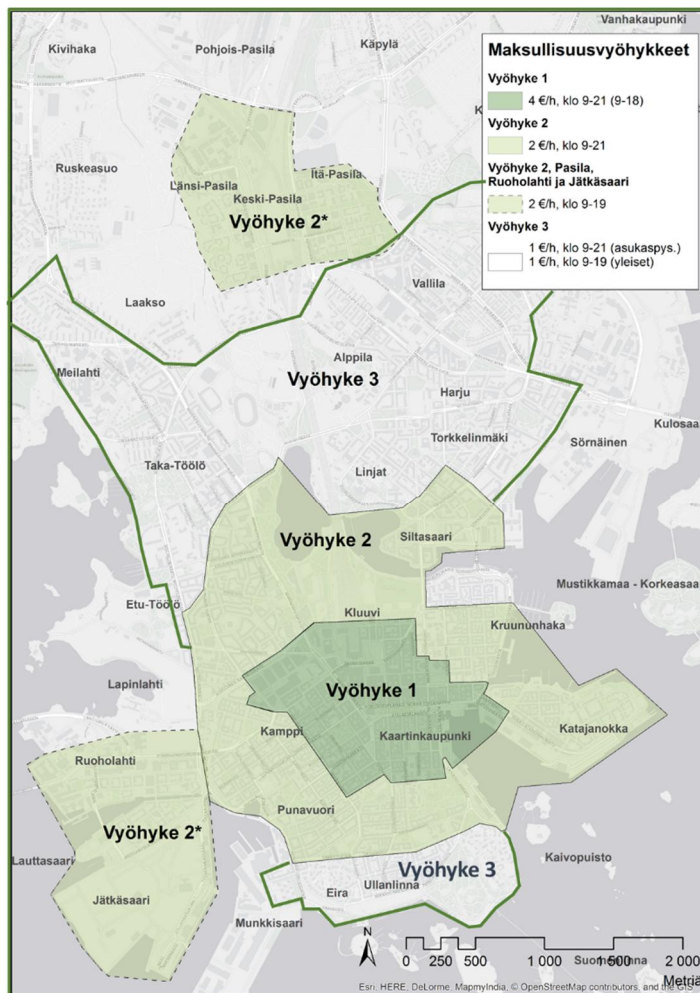 Vanhakaupunki
Kivihaka
Pohjois-Pasila
Käpylä
Maksullisuusvyöhykkeet
Vyöhyke 1
4 €/h, klo 9-21 (9-18)
Vyöhyke 2
2 €/h, klo 9-21
Vyöhyke 2, Pasila,
Ruoholahti ja Jätkäsaari
2 €/h, klo 9-19
Vyöhyke 3
1 €/h, klo 9-21 (asukaspys.)
1 €/h, klo 9-19 (yleiset)
Ruskeasuo
Länsi-Pasila
Itä-Pasila
Keski-Pasila
Vyöhyke 2*
Vallila
Laakso
Alppila
Meilahti
Vyöhyke 3
Harju
Kulosaa
Torkkelinmäki
Sörnäinen
Taka-Töölö
Linjat
Vyöhyke 2
Siltasaari
Mustikkamaa - Korkeasaa
Etu-Töölö
Kluuvi
Kruununhaka
Lapinlahti
Vyöhyke 1
Kamppi
Kaartinkaupunki
Katajanokka
Ruoholahti
Punavuori
Vyöhyke 2*
Lauttasaari
Kaivopuisto
Vyöhyke 3
Ullanlinna
Eira
Jätkäsaari
Munkkisaari
N
0 250 500 1 000 1 500 2 000
Metriä
Esri, HERE, DeLorme, MapmyIndia, © OpenStreetMap contributors, and the GIS